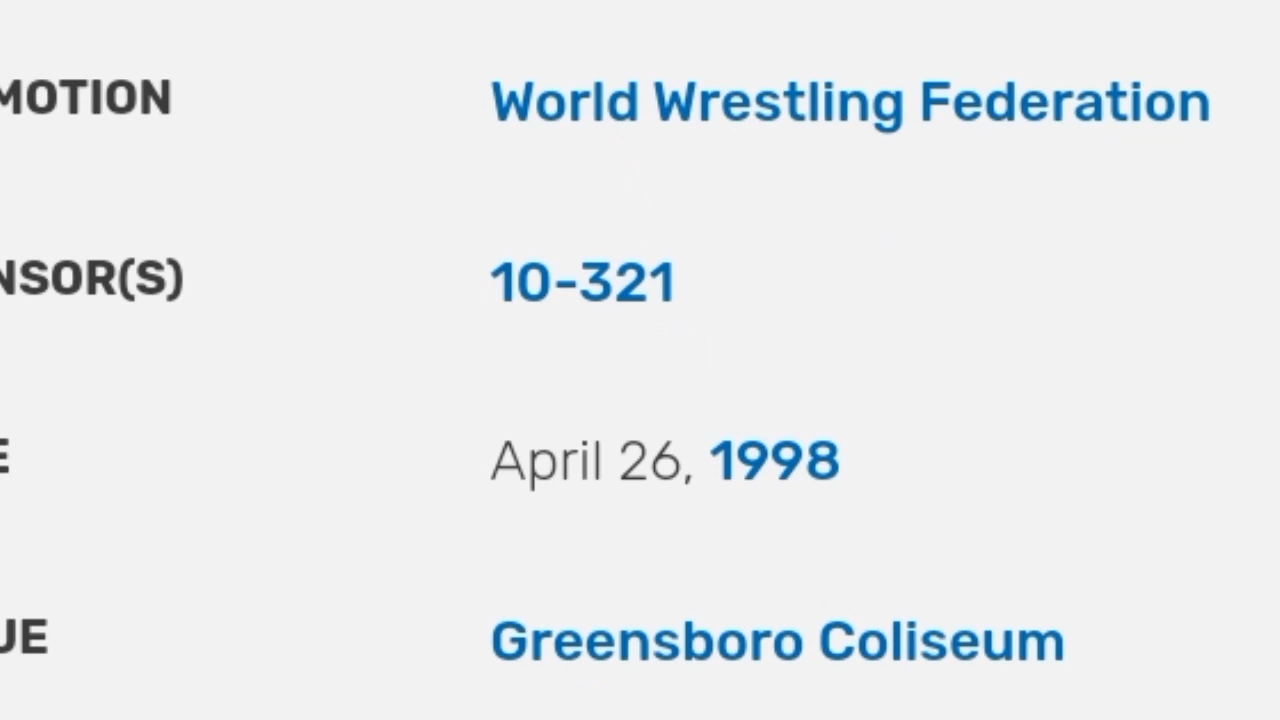 MOTION World Wrestling Federation
NSOR(S) 10-321
E April 26, 1998
UE Greensboro Coliseum